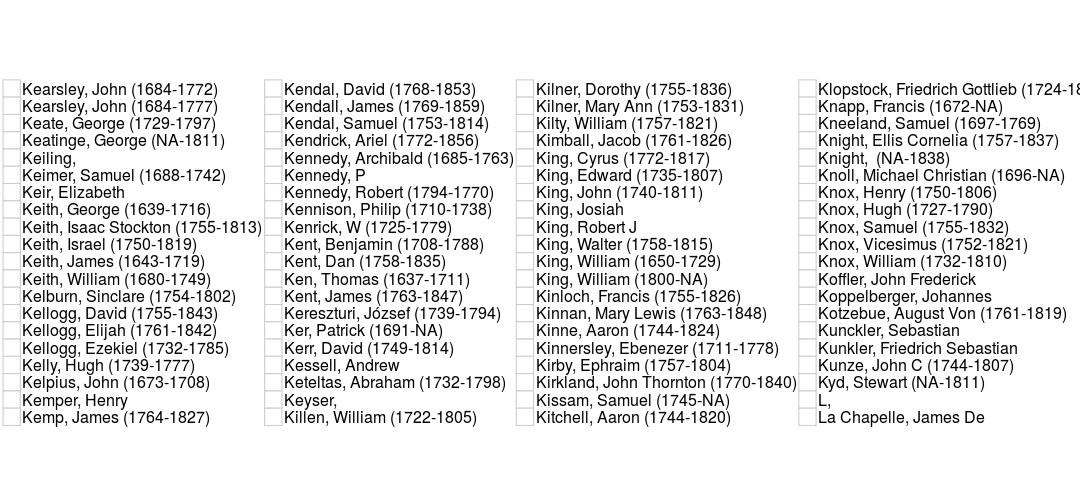 Kearsley, John (1684-1772)
Kearsley, John (1684-1777)
Keate, George (1729-1797)
Keatinge, George (NA-1811)
Keiling,
Keimer, Samuel (1688-1742)
Keir, Elizabeth
Keith, George (1639-1716)
Keith, Isaac Stockton (1755-1813)
Keith, Israel (1750-1819)
Keith, James (1643-1719)
Keith, William (1680-1749)
Kelburn, Sinclare (1754-1802)
Kellogg, David (1755-1843)
Kellogg, Elijah (1761-1842)
Kellogg, Ezekiel (1732-1785)
Kelly, Hugh (1739-1777)
Kelpius, John (1673-1708)
Kemper, Henry
Kemp, James (1764-1827)
Kendal, David (1768-1853)
Kendall, James (1769-1859)
Kendal, Samuel (1753-1814)
Kendrick, Ariel (1772-1856)
Kennedy, Archibald (1685-1763)
Kennedy, P
Kennedy, Robert (1794-1770)
Kennison, Philip (1710-1738)
Kenrick, W (1725-1779)
Kent, Benjamin (1708-1788)
Kent, Dan (1758-1835)
Ken, Thomas (1637-1711)
Kent, James (1763-1847)
Kereszturi, József (1739-1794)
Ker, Patrick (1691-NA)
Kerr, David (1749-1814)
Kessell, Andrew
Keteltas, Abraham (1732-1798)
Keyser,
Killen, William (1722-1805)
Kilner, Dorothy (1755-1836)
Kilner, Mary Ann (1753-1831)
Kilty, William (1757-1821)
Kimball, Jacob (1761-1826)
King, Cyrus (1772-1817)
King, Edward (1735-1807)
King, John (1740-1811)
King, Josiah
King, Robert J
King, Walter (1758-1815)
King, William (1650-1729)
King, William (1800-NA)
Kinloch, Francis (1755-1826)
Kinnan, Mary Lewis (1763-1848)
Kinne, Aaron (1744-1824)
Kinnersley, Ebenezer (1711-1778)
Kirby, Ephraim (1757-1804)
Kirkland, John Thornton (1770-1840)
Kissam, Samuel (1745-NA)
Kitchell, Aaron (1744-1820)
Klopstock, Friedrich Gottlieb (1724-18
Knapp, Francis (1672-NA)
Kneeland, Samuel (1697-1769)
Knight, Ellis Cornelia (1757-1837)
Knight, (NA-1838)
Knoll, Michael Christian (1696-NA)
Knox, Henry (1750-1806)
Knox, Hugh (1727-1790)
Knox, Samuel (1755-1832)
Knox, Vicesimus (1752-1821)
Knox, William (1732-1810)
Koffler, John Frederick
Koppelberger, Johannes
Kotzebue, August Von (1761-1819)
Kunckler, Sebastian
Kunkler, Friedrich Sebastian
Kunze, John C (1744-1807)
Kyd, Stewart (NA-1811)
L,
La Chapelle, James De